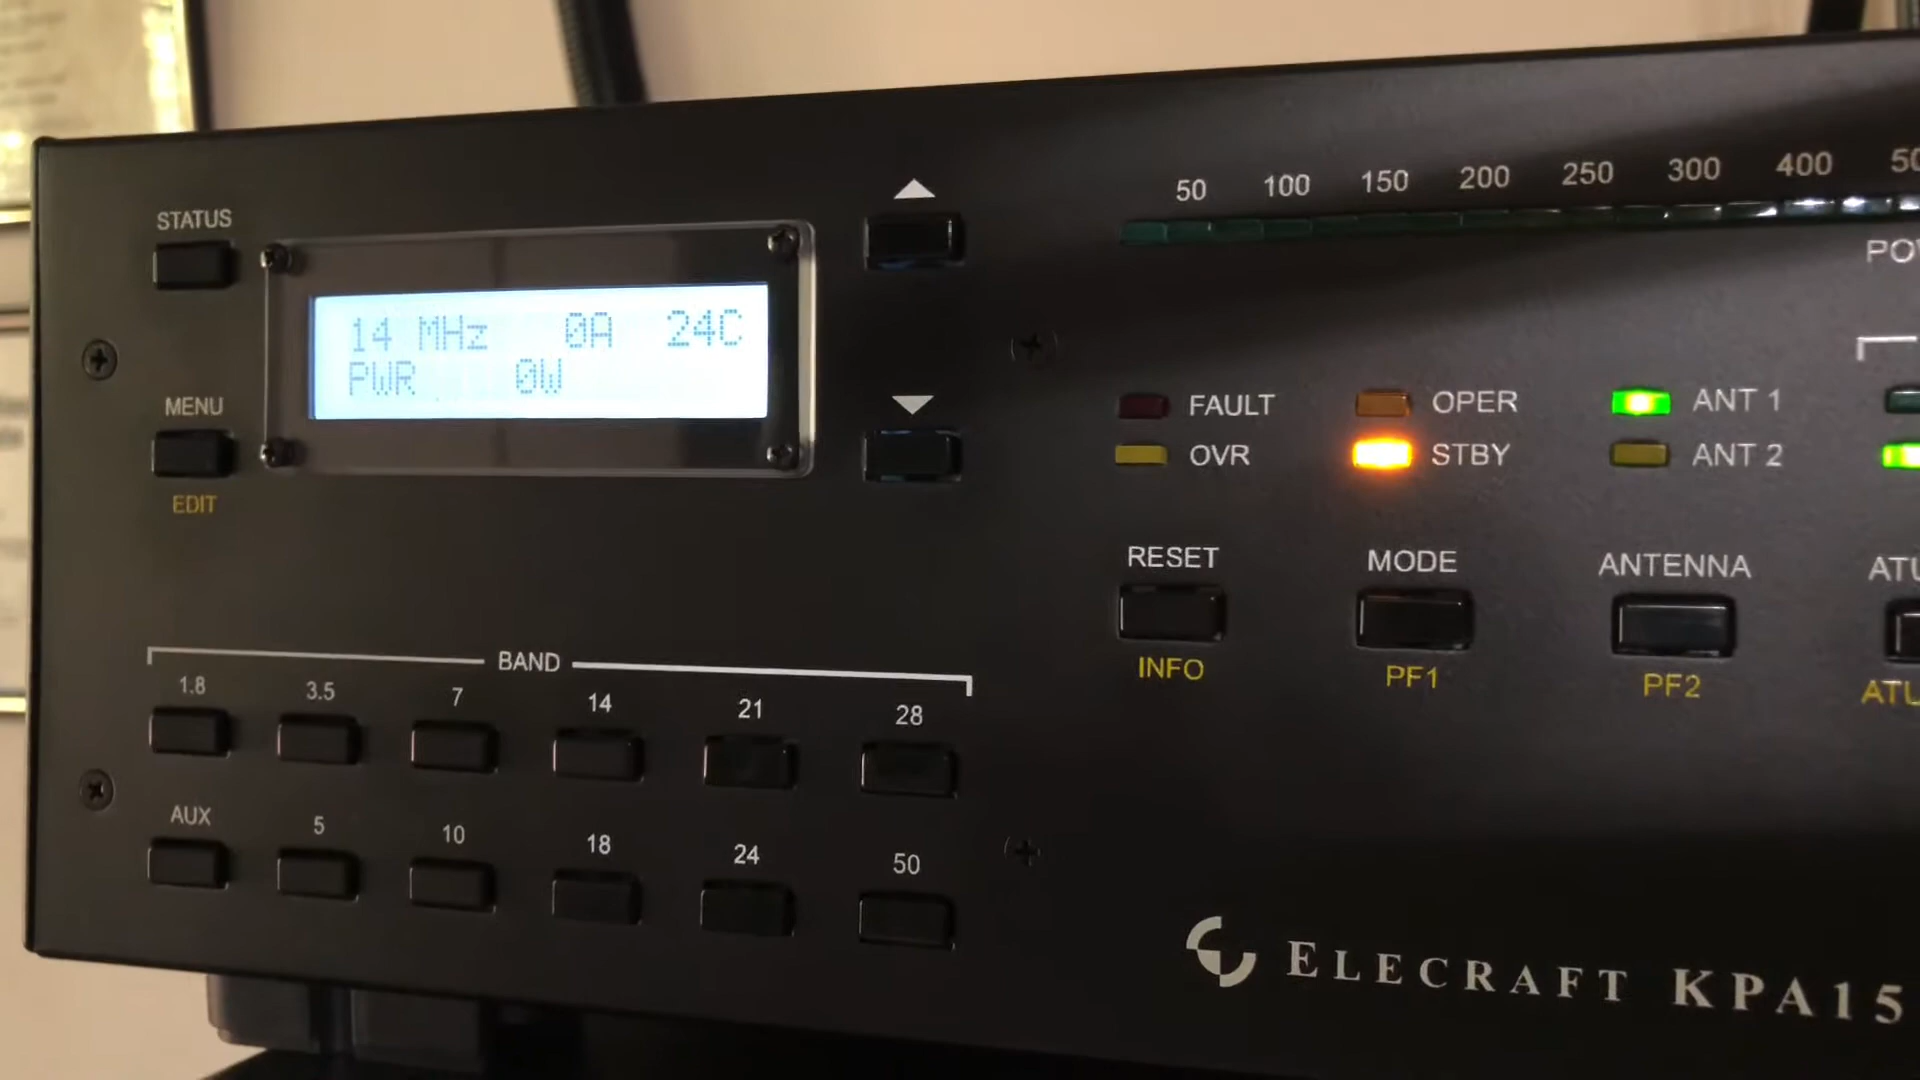 STATUS
14 MHz 0A 24C
PWR 0W
MENU
EDIT
BAND
1.8 3.5 7 14 21 28
AUX 5 10 18 24 50
50 100 150 200 250 300 400
FAULT OPER ANT 1
OVR STBY ANT 2
RESET MODE ANTENNA
INFO PF1 PF2
ELECRAFT KPA15